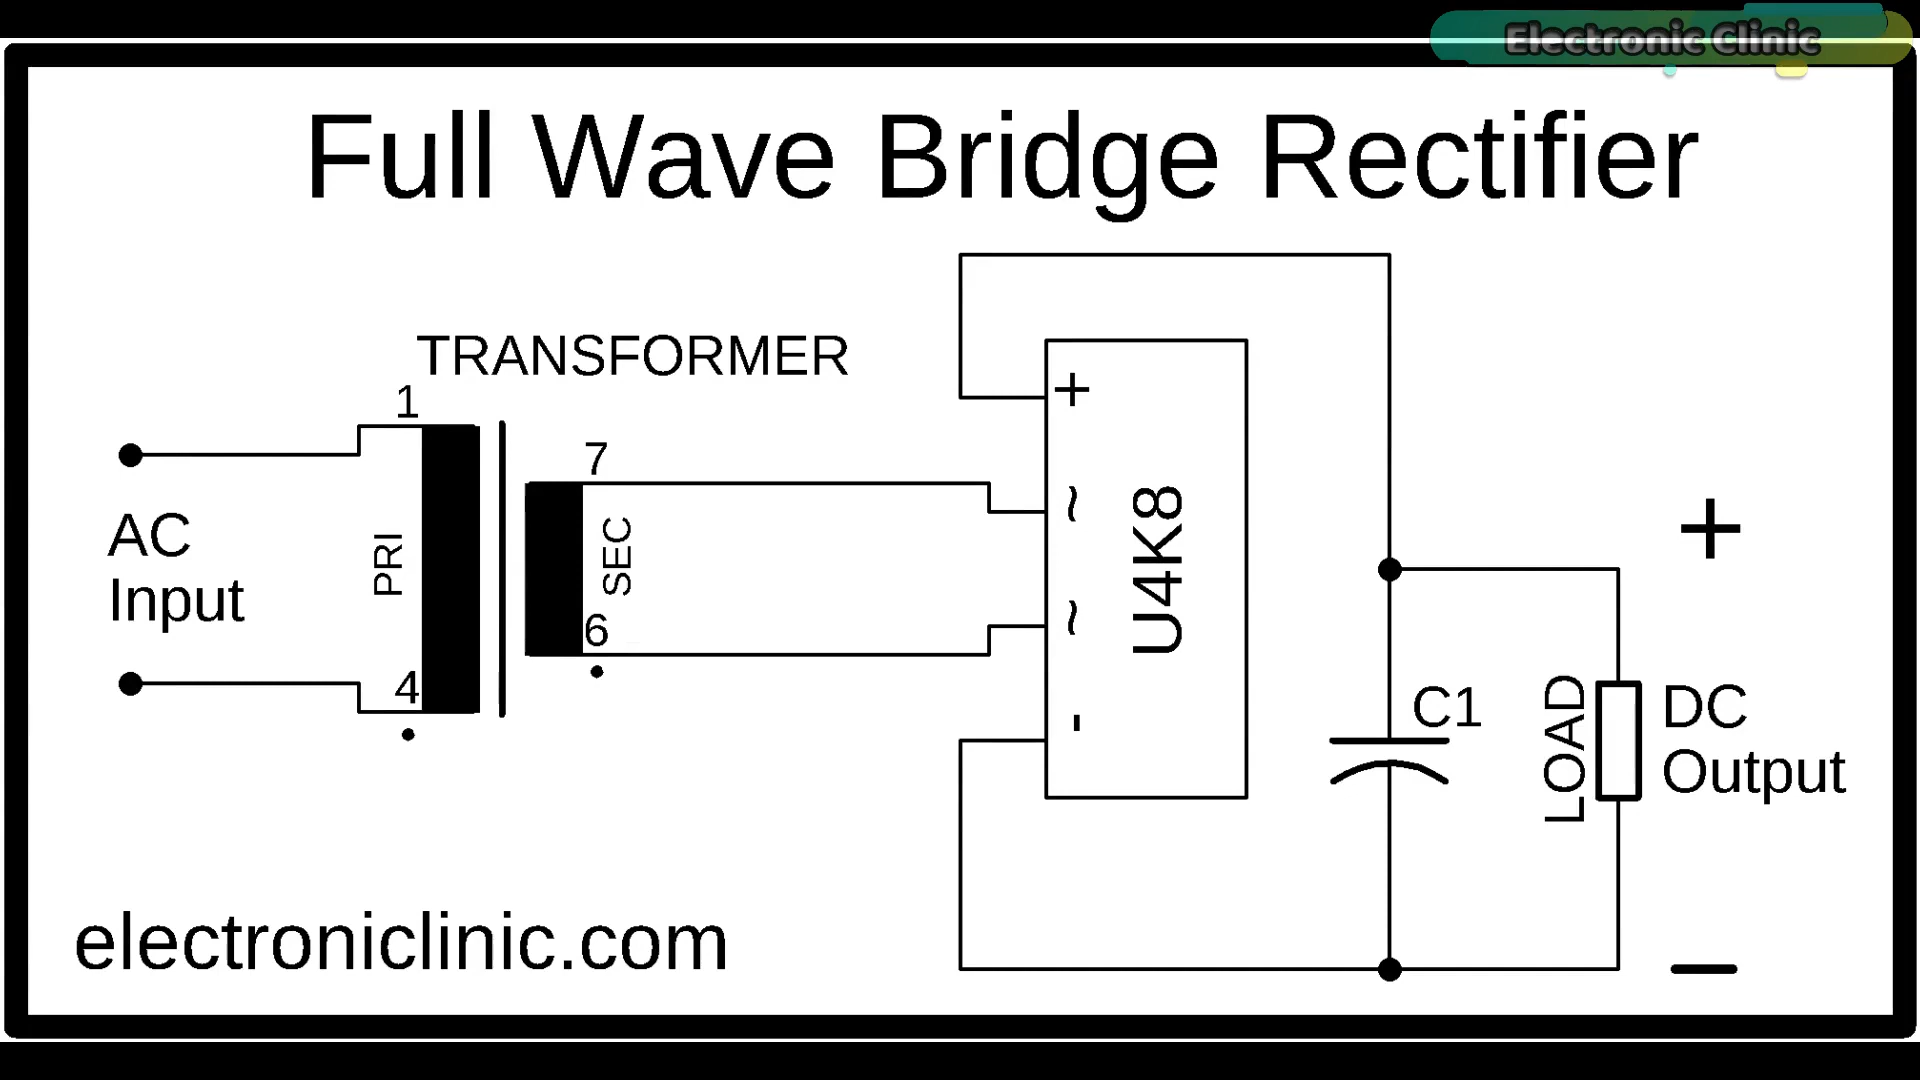 Electronic Clinic
Full Wave Bridge Rectifier
TRANSFORMER
1
4
PRI
7
6
SEC
AC
Input
+
~
~
-
U4K8
C1
LOAD
+
DC
Output
−
electroniclinic.com